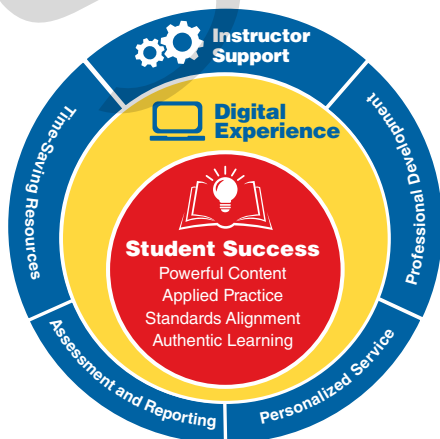 Instructor
Support
Digital
Experience
Time-Saving Resources
Professional Development
Student Success
Powerful Content
Applied Practice
Standards Alignment
Authentic Learning
Assessment and Reporting
Personalized Service